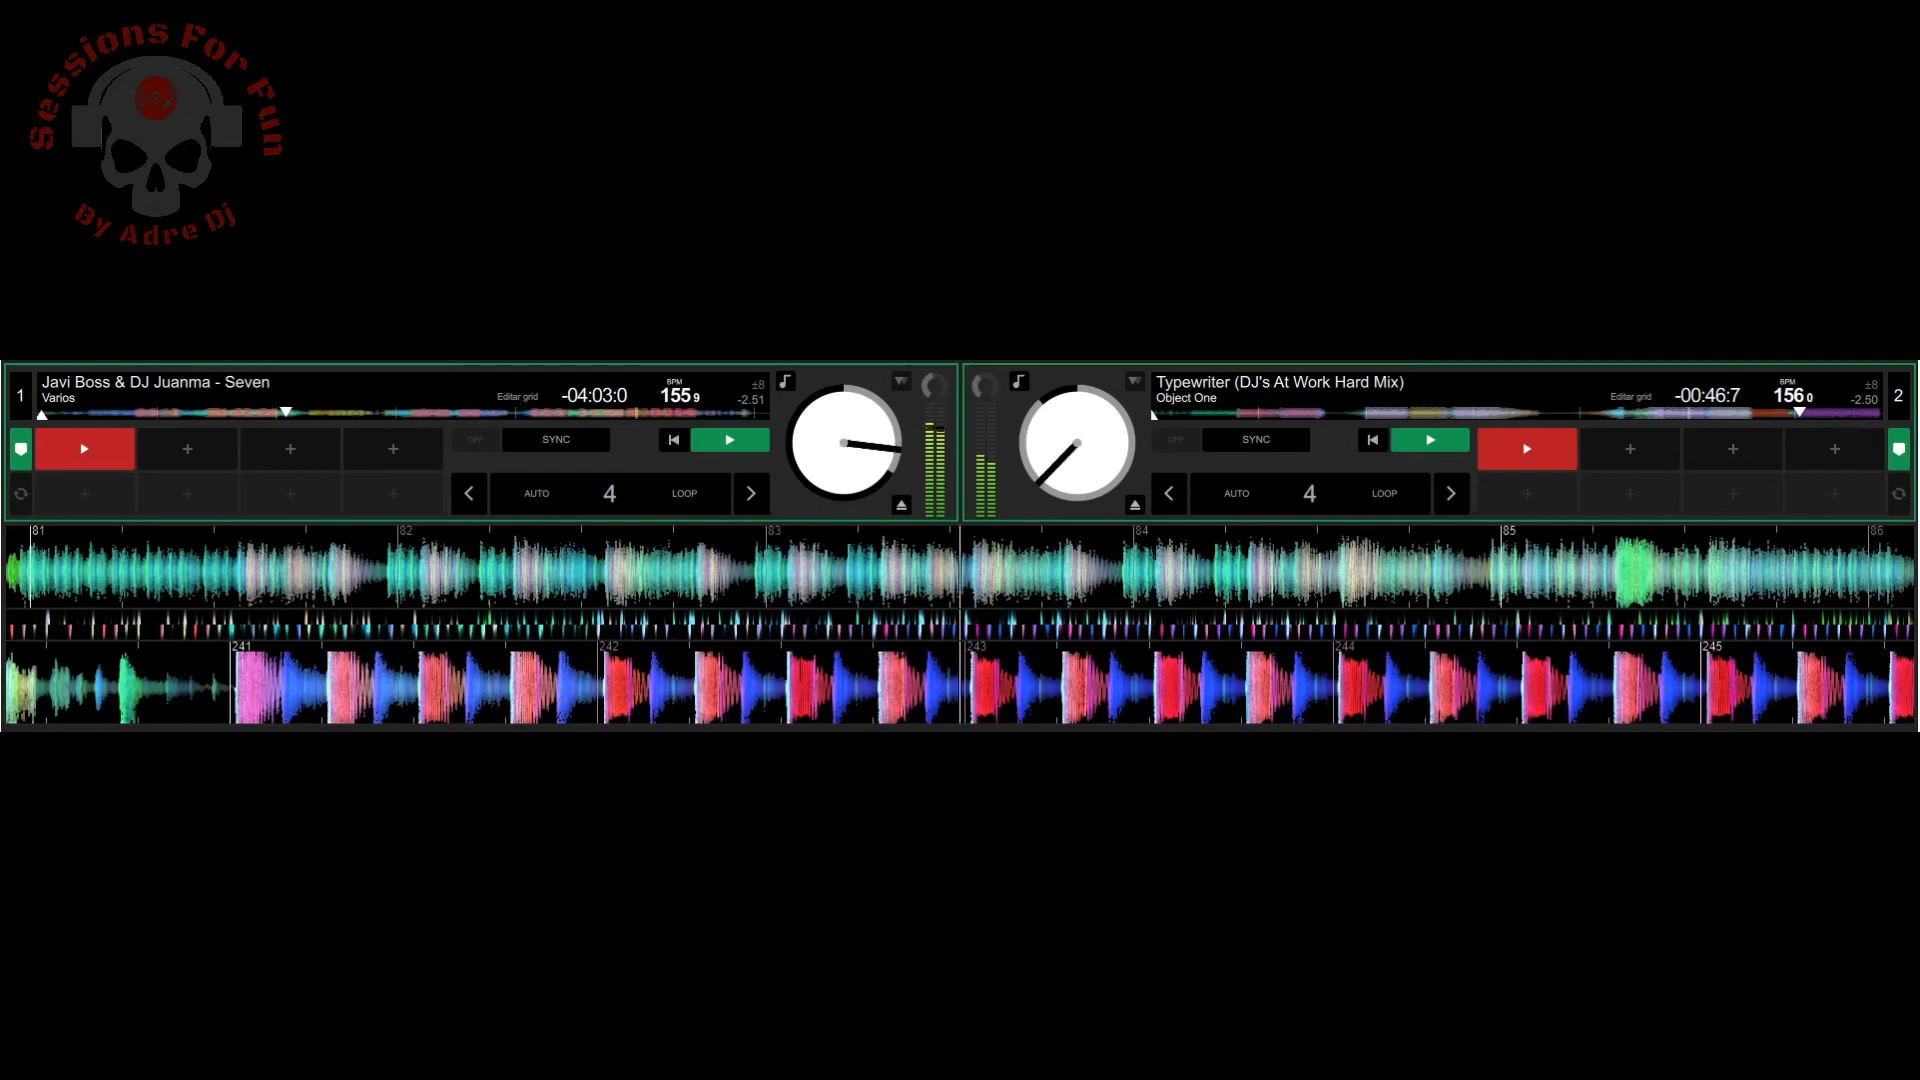 Sessions For Fun
By Adre Dj
1
Javi Boss & DJ Juanma - Seven
Varios
Editar grid
-04:03:0
BPM
155 9
±8
-2.51
OFF
SYNC
AUTO
4
LOOP
Typewriter (DJ's At Work Hard Mix)
Object One
Editar grid
-00:46:7
BPM
156 0
±8
-2.50
2
OFF
SYNC
AUTO
4
LOOP
81 82 83 84 85 86
241 242 243 244 245